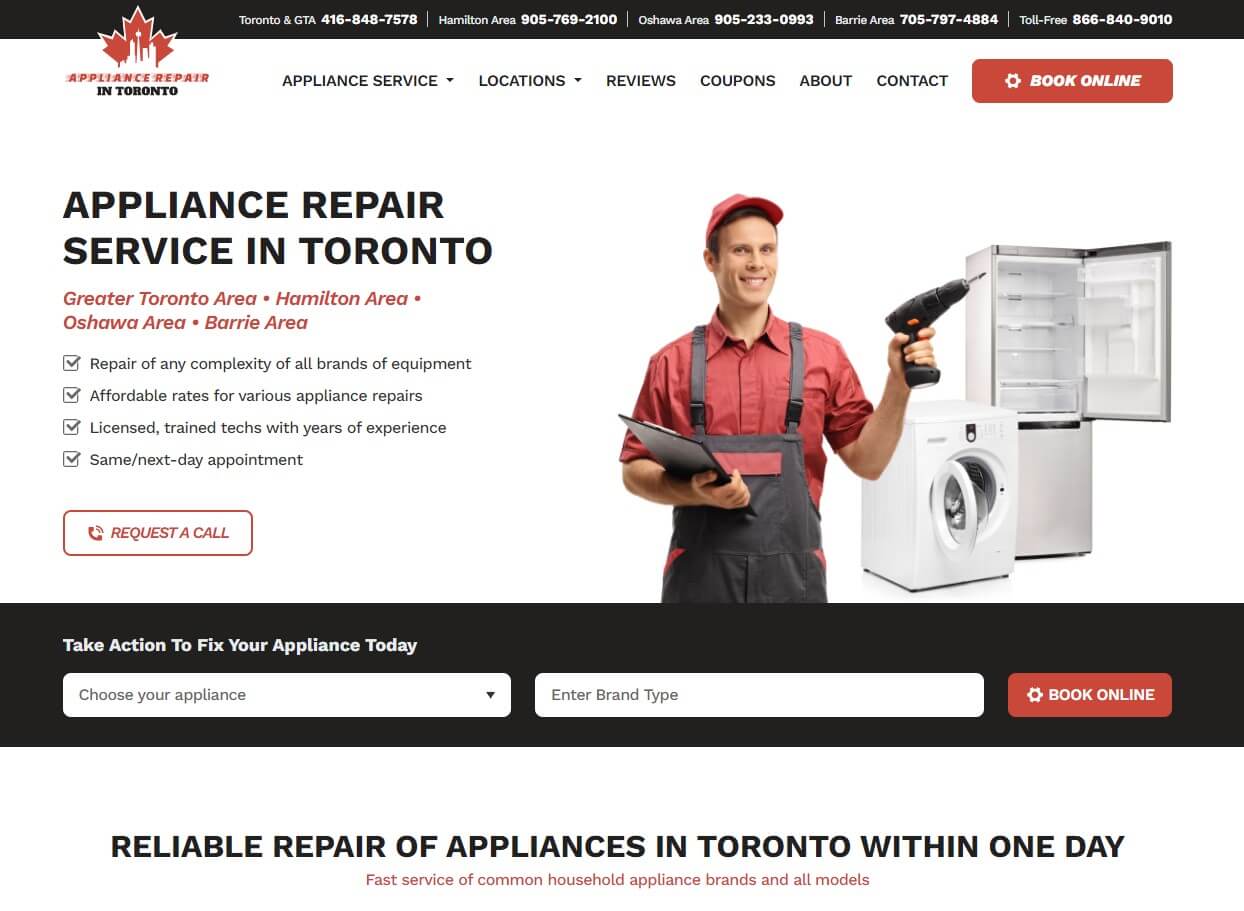 Toronto & GTA 416-848-7578 Hamilton Area 905-769-2100 Oshawa Area 905-233-0993 Barrie Area 705-797-4884 Toll-Free 866-840-9010
APPLIANCE REPAIR
IN TORONTO
APPLIANCE SERVICE LOCATIONS REVIEWS COUPONS ABOUT CONTACT BOOK ONLINE
APPLIANCE REPAIR
SERVICE IN TORONTO
Greater Toronto Area • Hamilton Area •
Oshawa Area • Barrie Area
Repair of any complexity of all brands of equipment
Affordable rates for various appliance repairs
Licensed, trained techs with years of experience
Same/next-day appointment
REQUEST A CALL
Take Action To Fix Your Appliance Today
Choose your appliance Enter Brand Type BOOK ONLINE
RELIABLE REPAIR OF APPLIANCES IN TORONTO WITHIN ONE DAY
Fast service of common household appliance brands and all models